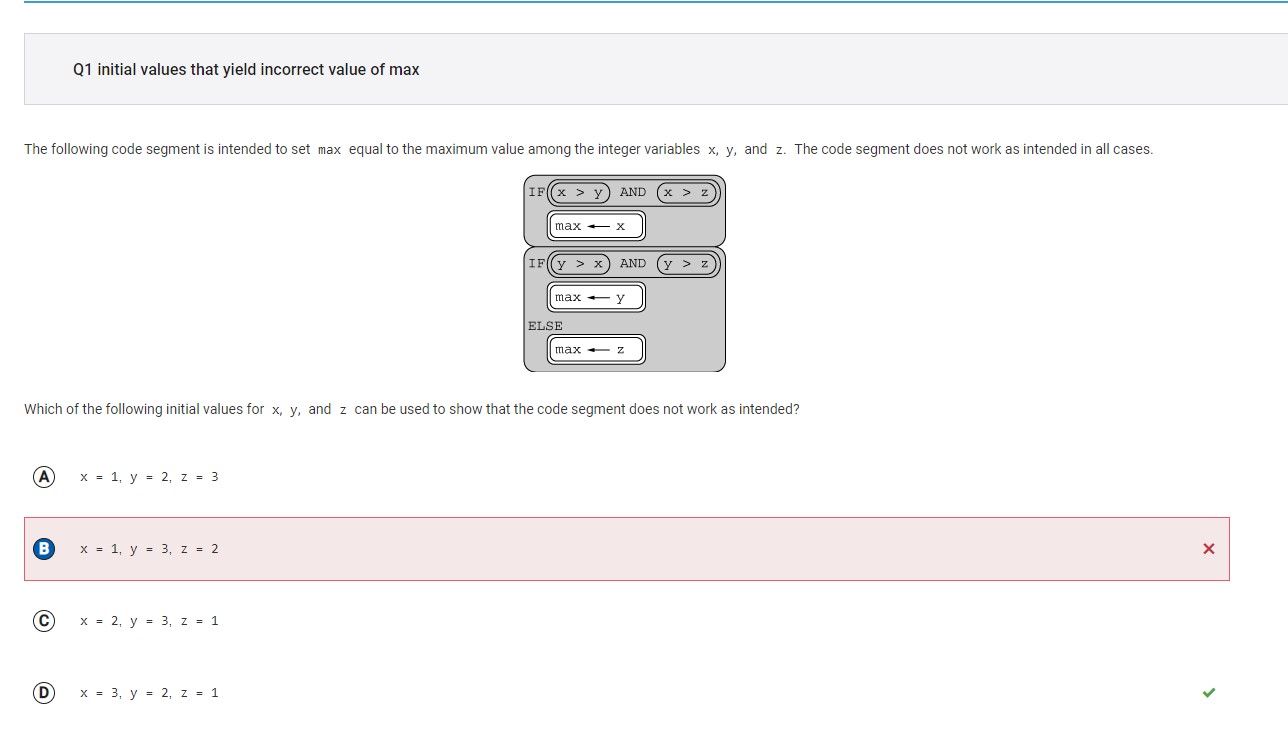 Q1 initial values that yield incorrect value of max
The following code segment is intended to set max equal to the maximum value among the integer variables x, y, and z. The code segment does not work as intended in all cases.
IF x > y AND x > z
max ← x
IF y > x AND y > z
max ← y
ELSE
max ← z
Which of the following initial values for x, y, and z can be used to show that the code segment does not work as intended?
A x = 1, y = 2, z = 3
B x = 1, y = 3, z = 2
C x = 2, y = 3, z = 1
D x = 3, y = 2, z = 1